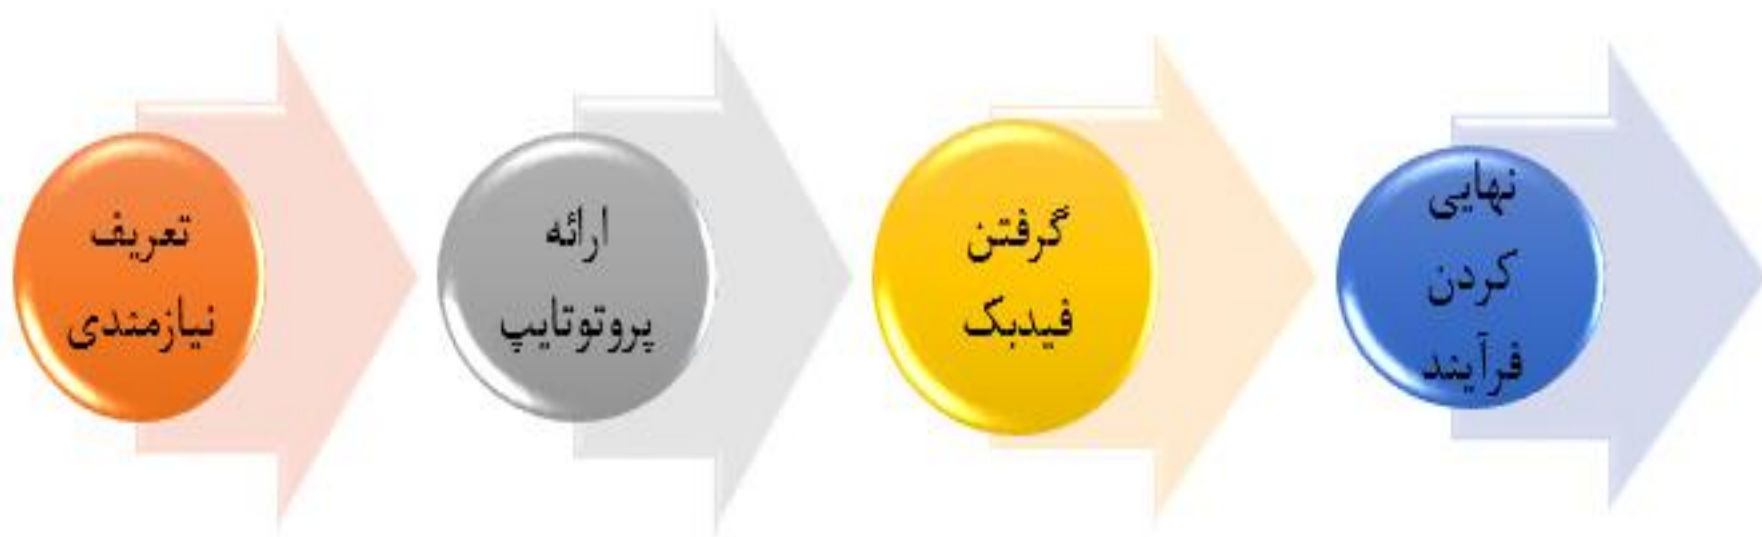 تعریف
نیازمندی
ارائه
پروتوتایپ
گرفتن
فیدبک
نهایی
کردن
فرآیند